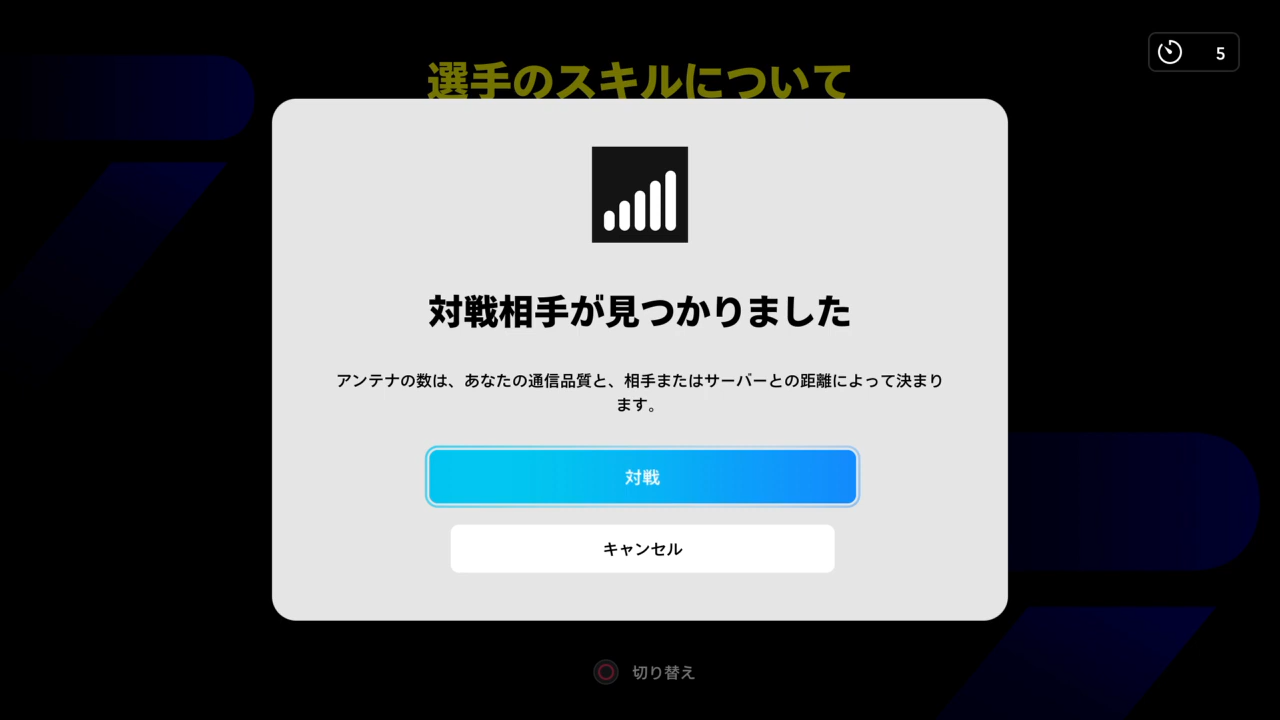 5
選手のスキルについて
対戦相手が見つかりました
アンテナの数は、あなたの通信品質と、相手またはサーバーとの距離によって決まり
ます。
対戦
キャンセル
切り替え